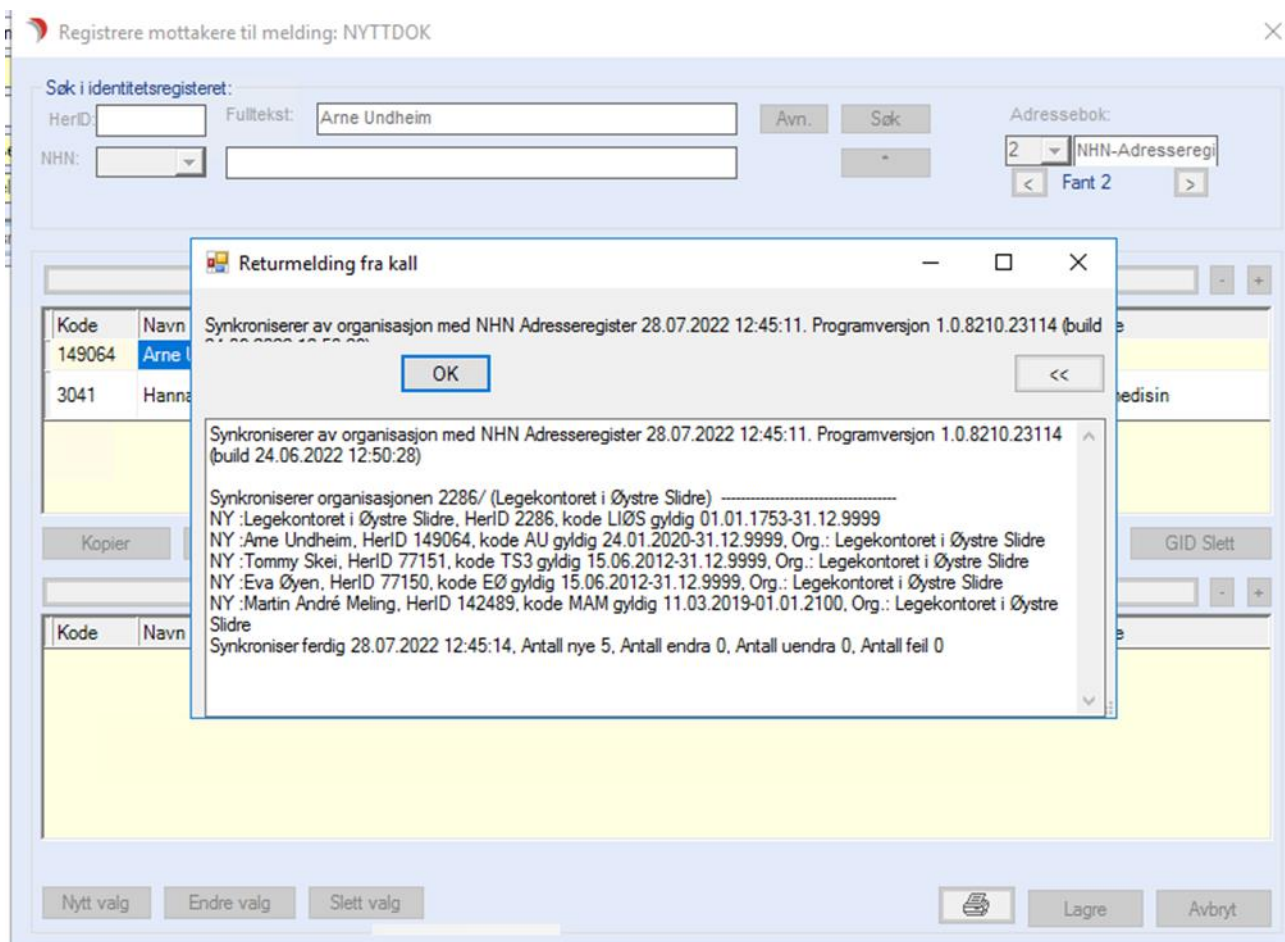 Registrere mottakere til melding: NYTTDOK
Søk i identitetsregisteret:
HerID:
Fulltekst:
Arne Undheim
Avn.
Søk
Adressebok:
NHN:
*
2
NHN-Adresseregi
<
Fant 2
>
Returmelding fra kall
- +
Kode
Navn
Synkroniserer av organisasjon med NHN Adresseregister 28.07.2022 12:45:11. Programversjon 1.0.8210.23114 (build
149064
Arne
OK
<<
3041
Hanna
edisin
Synkroniserer av organisasjon med NHN Adresseregister 28.07.2022 12:45:11. Programversjon 1.0.8210.23114
(build 24.06.2022 12:50:28)
Synkroniserer organisasjonen 2286/ (Legekontoret i Øystre Slidre) ------------------------------------
NY :Legekontoret i Øystre Slidre, HerID 2286, kode LIØS gyldig 01.01.1753-31.12.9999
NY :Arne Undheim, HerID 149064, kode AU gyldig 24.01.2020-31.12.9999, Org.: Legekontoret i Øystre Slidre
NY :Tommy Skei, HerID 77151, kode TS3 gyldig 15.06.2012-31.12.9999, Org.: Legekontoret i Øystre Slidre
NY :Eva Øyen, HerID 77150, kode EØ gyldig 15.06.2012-31.12.9999, Org.: Legekontoret i Øystre Slidre
NY :Martin André Meling, HerID 142489, kode MAM gyldig 11.03.2019-01.01.2100, Org.: Legekontoret i Øystre
Slidre
Synkroniser ferdig 28.07.2022 12:45:14, Antall nye 5, Antall endra 0, Antall uendra 0, Antall feil 0
Kopier
GID Slett
- +
Kode
Navn
Nytt valg
Endre valg
Slett valg
Lagre
Avbryt